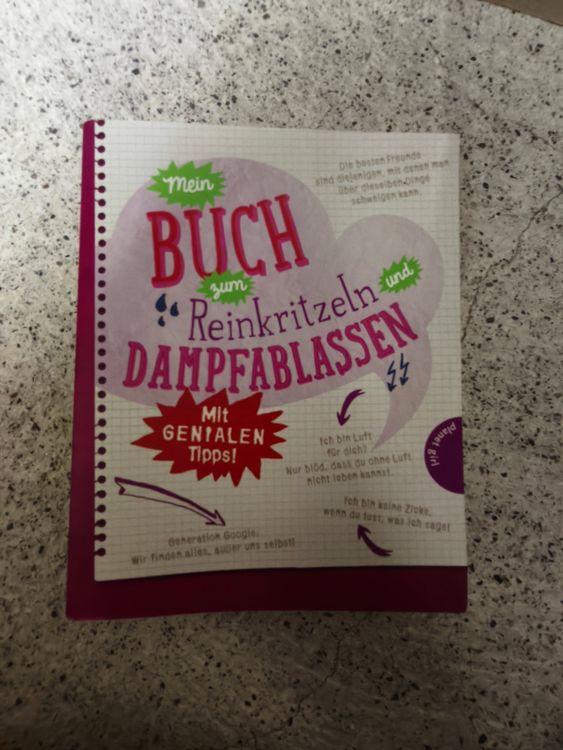 Die besten Freunde
sind diejenigen, mit denen man
über dieselben Dinge
schweigen kann.
Mein
BUCH
zum
Reinkritzeln und
DAMPFABLASSEN
Mit
GENIALEN
Tipps!
Ich bin Luft
für dich?
Nur blöd, dass du ohne Luft
nicht leben kannst!
planet girl
Ich bin keine Zicke,
wenn du tust, was ich sage!
Generation Google:
Wir finden alles, außer uns selbst!